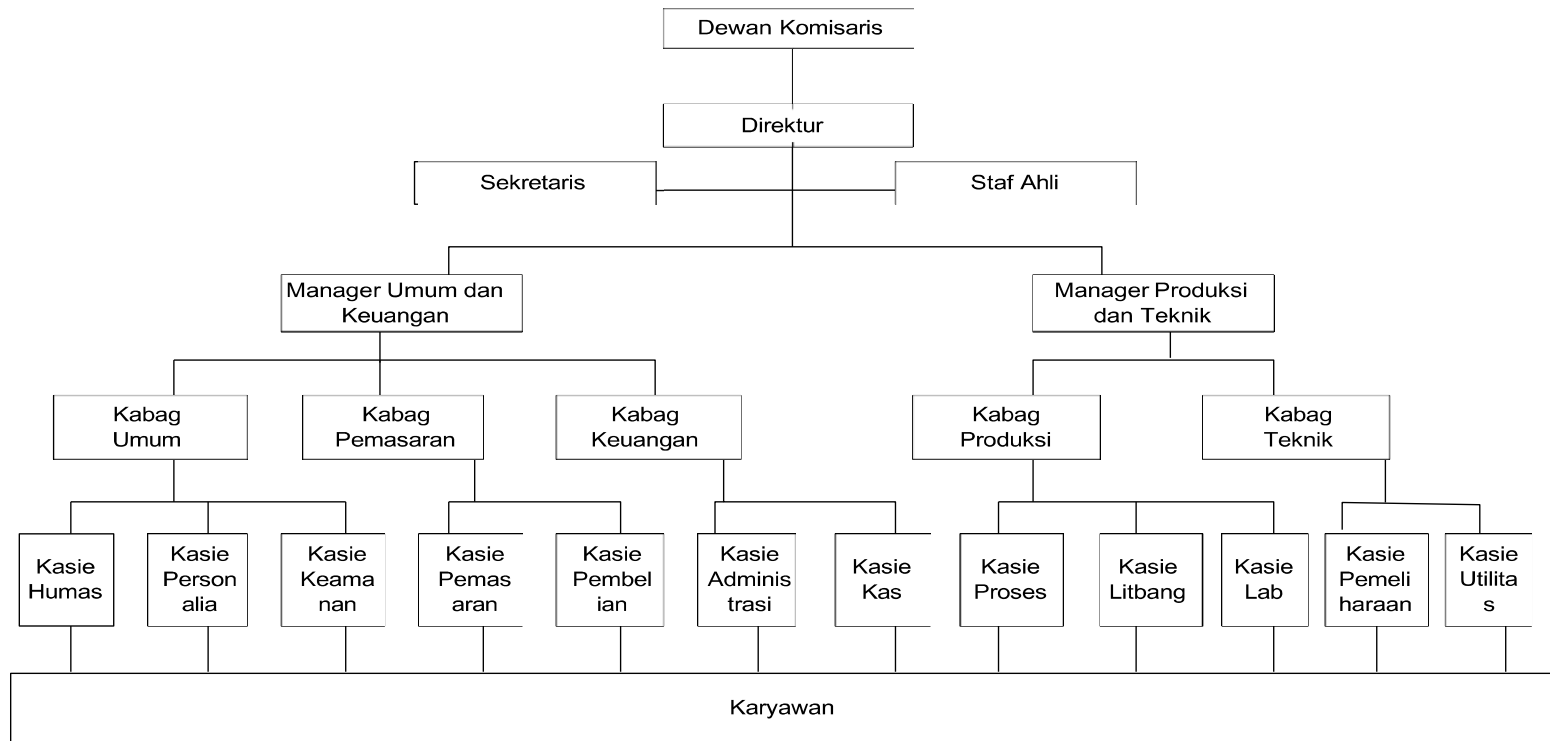 Dewan Komisaris
Direktur
Sekretaris
Staf Ahli
Manager Umum dan
Keuangan
Manager Produksi
dan Teknik
Kabag
Umum
Kabag
Pemasaran
Kabag
Keuangan
Kabag
Produksi
Kabag
Teknik
Kasie
Humas
Kasie
Person
alia
Kasie
Keama
nan
Kasie
Pemas
aran
Kasie
Pembel
ian
Kasie
Adminis
trasi
Kasie
Kas
Kasie
Proses
Kasie
Litbang
Kasie
Lab
Kasie
Pemeli
haraan
Kasie
Utilita
s
Karyawan